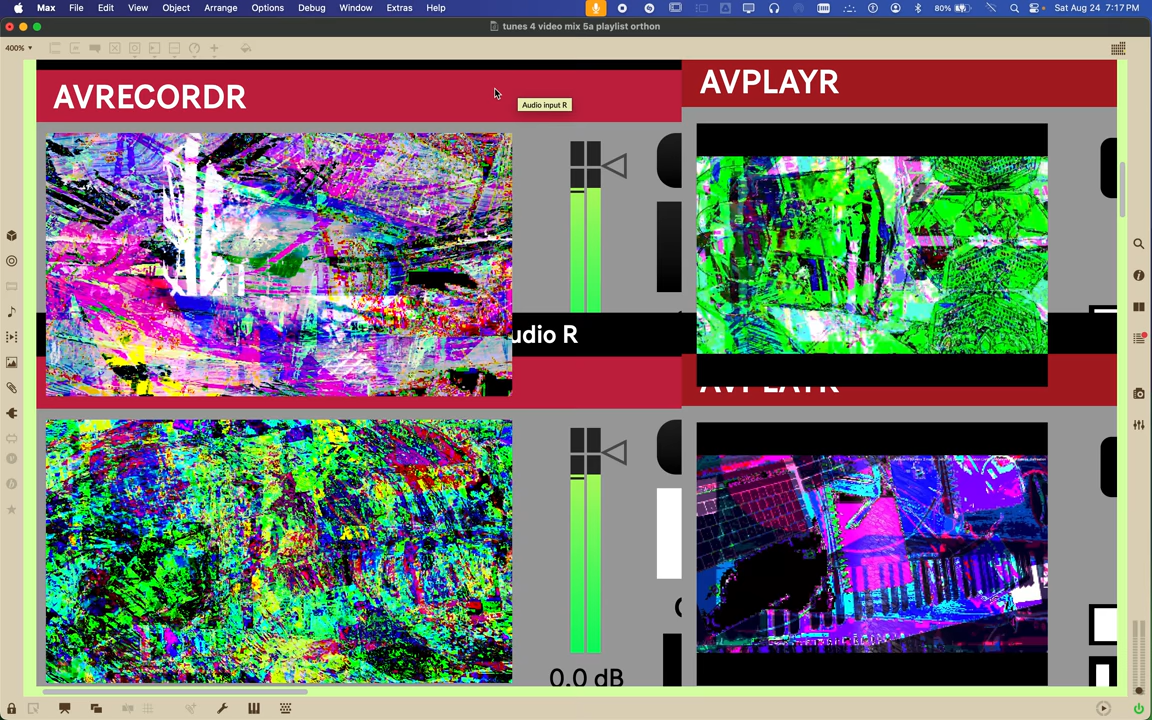 Max File Edit View Object Arrange Options Debug Window Extras Help 80% Sat Aug 24 7:17 PM
tunes 4 video mix 5a playlist orthon
400%
AVRECORDR
AVPLAYR
Audio input R
udio R
AVPLAYR
0.0 dB